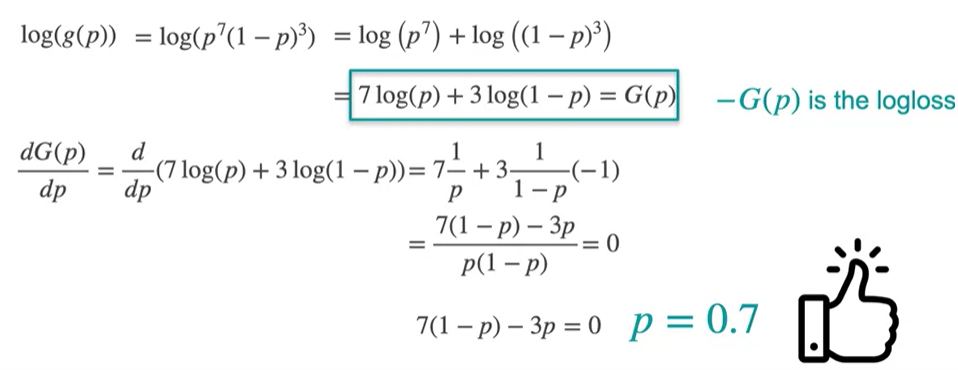 log(g(p)) = log(p⁷(1 − p)³) = log (p⁷) + log ((1 − p)³)
= 7 log(p) + 3 log(1 − p) = G(p) −G(p) is the logloss
dG(p)/dp = d/dp (7 log(p) + 3 log(1 − p)) = 7 1/p + 3 1/(1 − p) (−1)
= (7(1 − p) − 3p)/(p(1 − p)) = 0
7(1 − p) − 3p = 0 p = 0.7